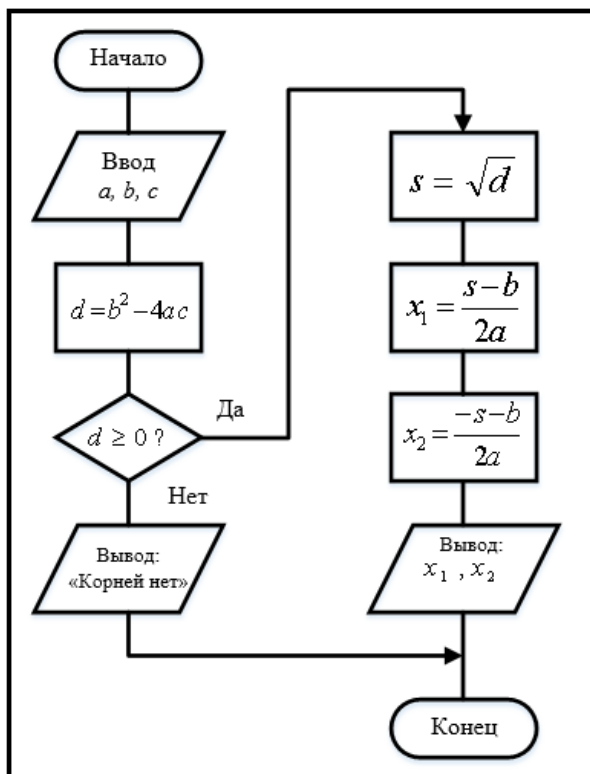 Начало
Ввод
a, b, c
d = b² − 4ac
d ≥ 0 ?
Да
Нет
Вывод:
«Корней нет»
s = √d
x₁ = (s − b) / 2a
x₂ = (−s − b) / 2a
Вывод:
x₁ , x₂
Конец